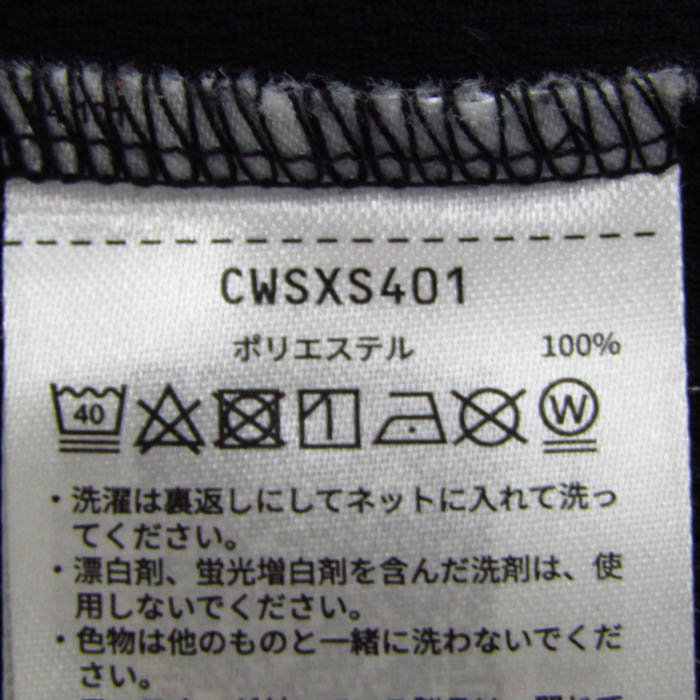 CWSXS401
ポリエステル 100%
40 W
・洗濯は裏返しにしてネットに入れて洗っ
てください。
・漂白剤、蛍光増白剤を含んだ洗剤は、使
用しないでください。
・色物は他のものと一緒に洗わないでくだ
さい。